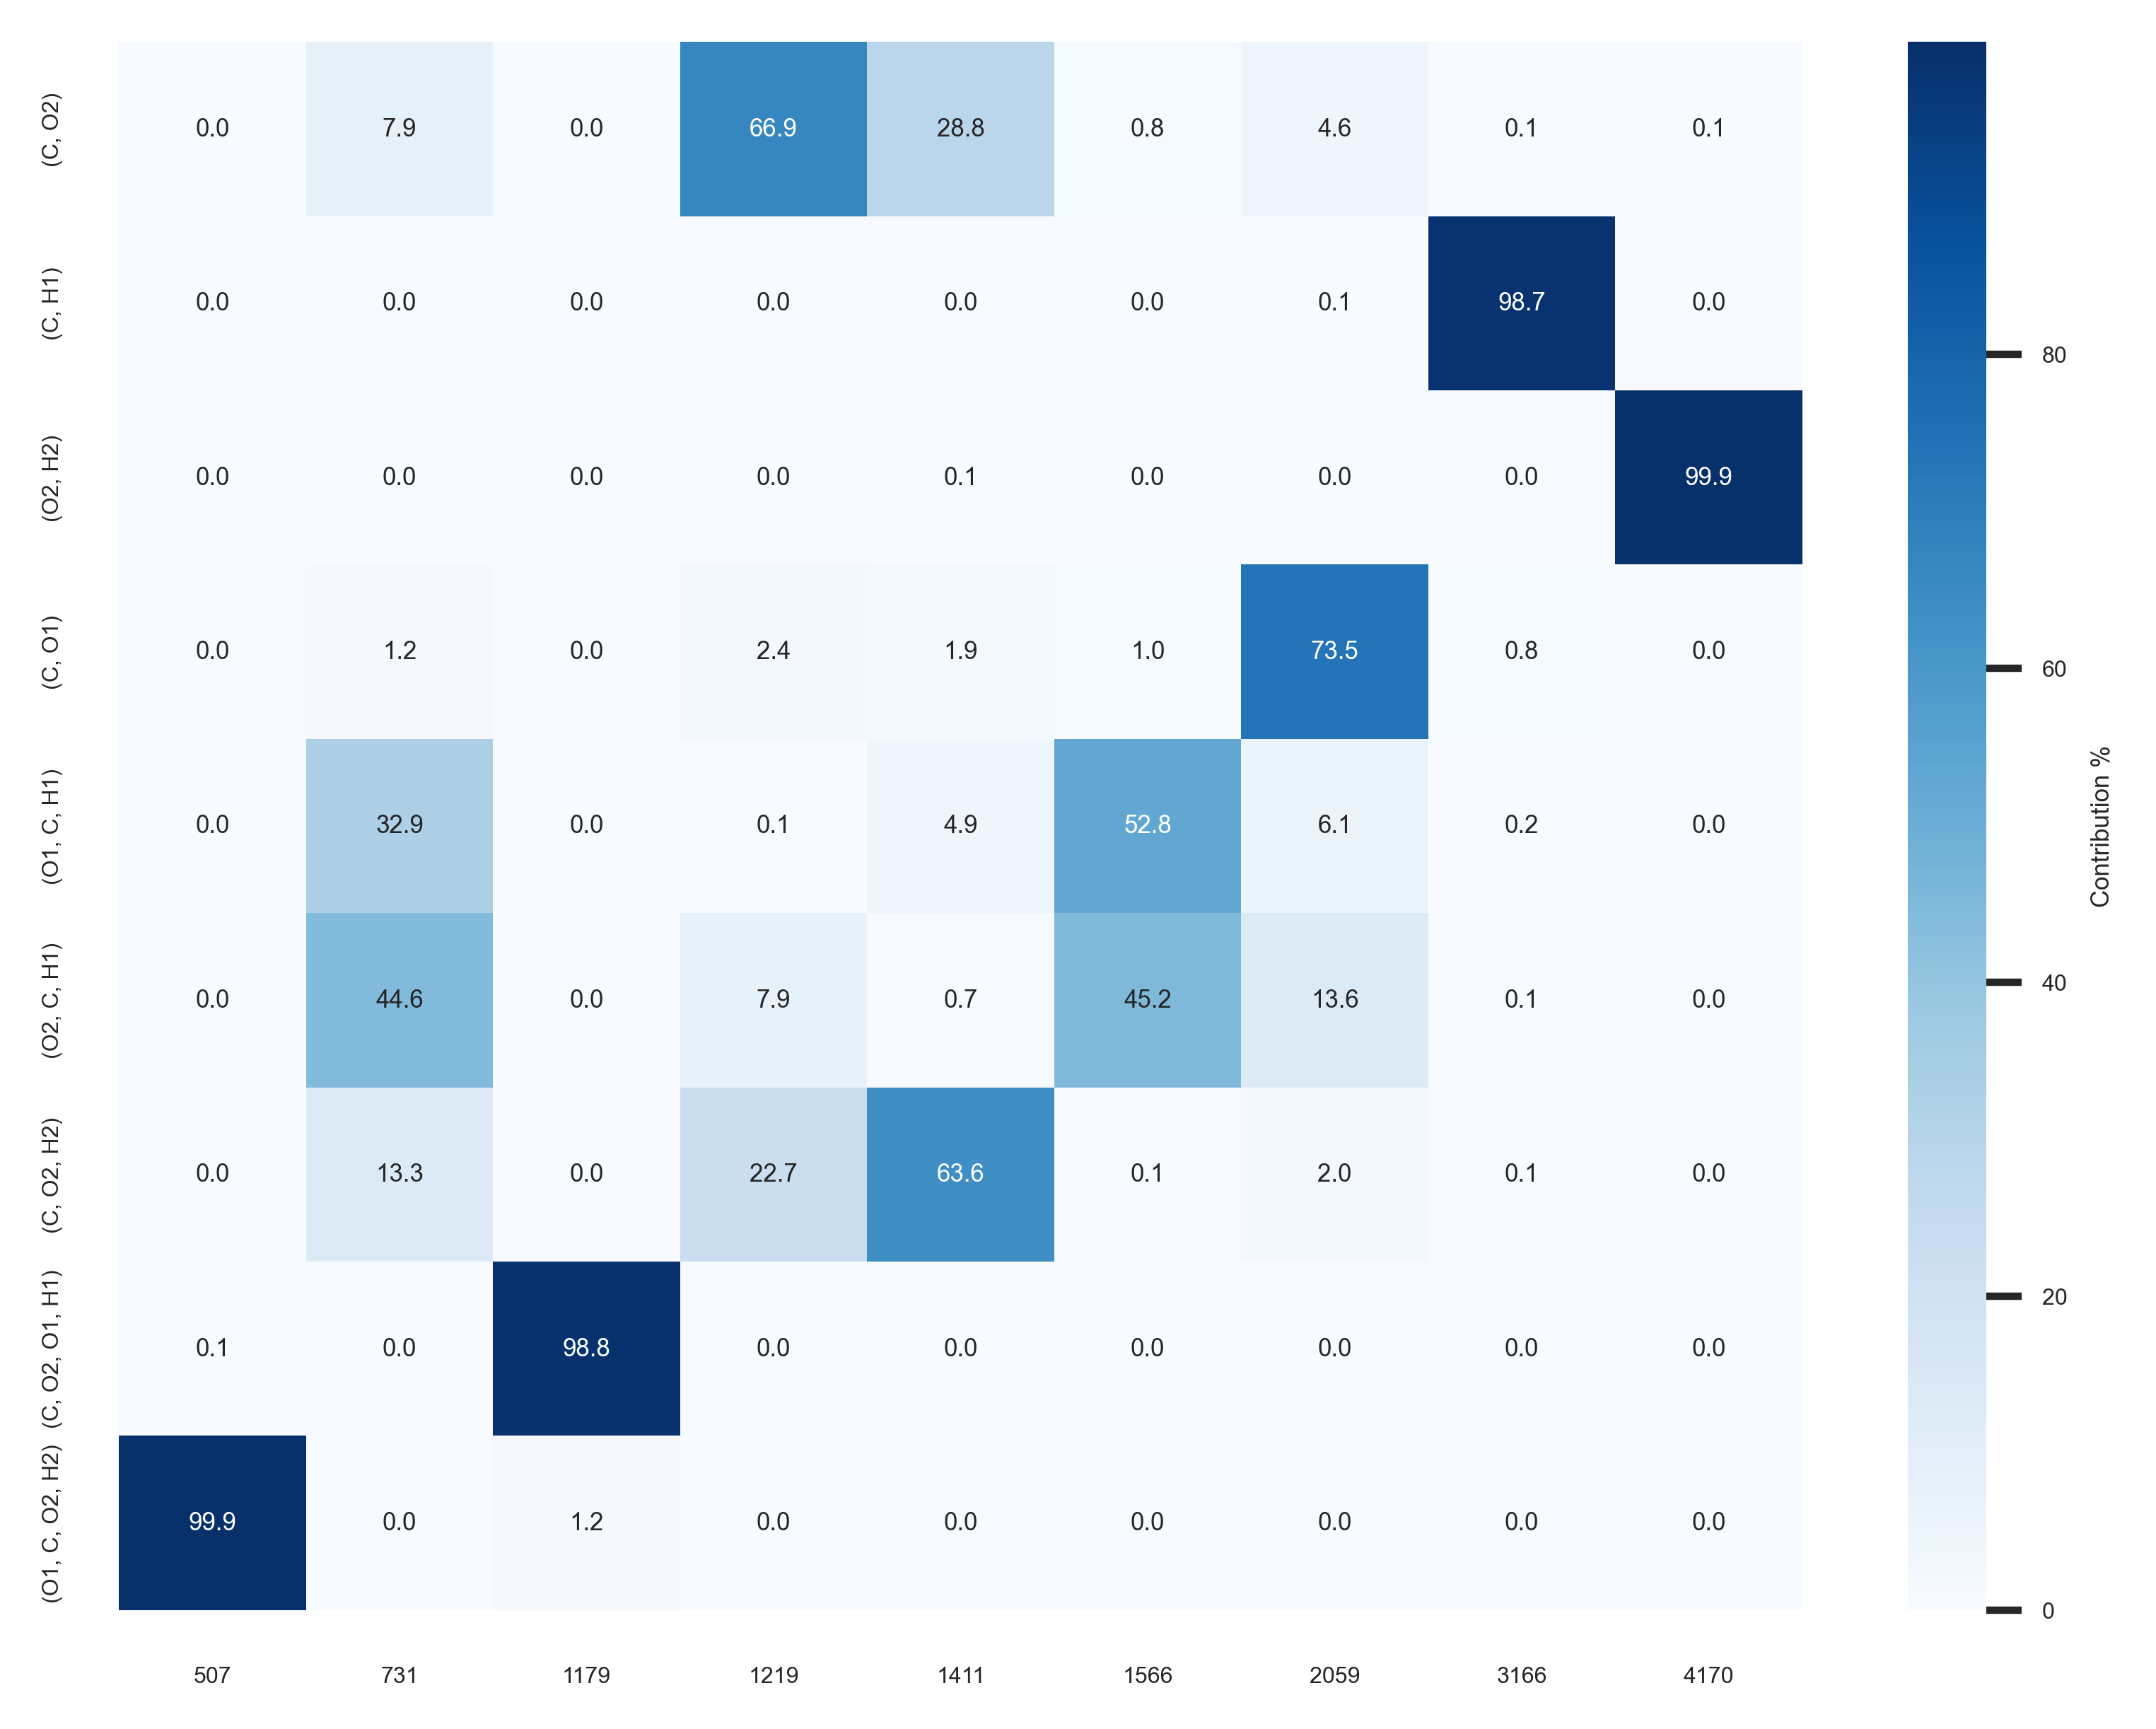 (C, O2) 0.0 7.9 0.0 66.9 28.8 0.8 4.6 0.1 0.1
(C, H1) 0.0 0.0 0.0 0.0 0.0 0.0 0.1 98.7 0.0
(O2, H2) 0.0 0.0 0.0 0.0 0.1 0.0 0.0 0.0 99.9
(C, O1) 0.0 1.2 0.0 2.4 1.9 1.0 73.5 0.8 0.0
(O1, C, H1) 0.0 32.9 0.0 0.1 4.9 52.8 6.1 0.2 0.0
(O2, C, H1) 0.0 44.6 0.0 7.9 0.7 45.2 13.6 0.1 0.0
(C, O2, H2) 0.0 13.3 0.0 22.7 63.6 0.1 2.0 0.1 0.0
(C, O2, O1, H1) 0.1 0.0 98.8 0.0 0.0 0.0 0.0 0.0 0.0
(O1, C, O2, H2) 99.9 0.0 1.2 0.0 0.0 0.0 0.0 0.0 0.0
507 731 1179 1219 1411 1566 2059 3166 4170
80
60
40
20
0
Contribution %